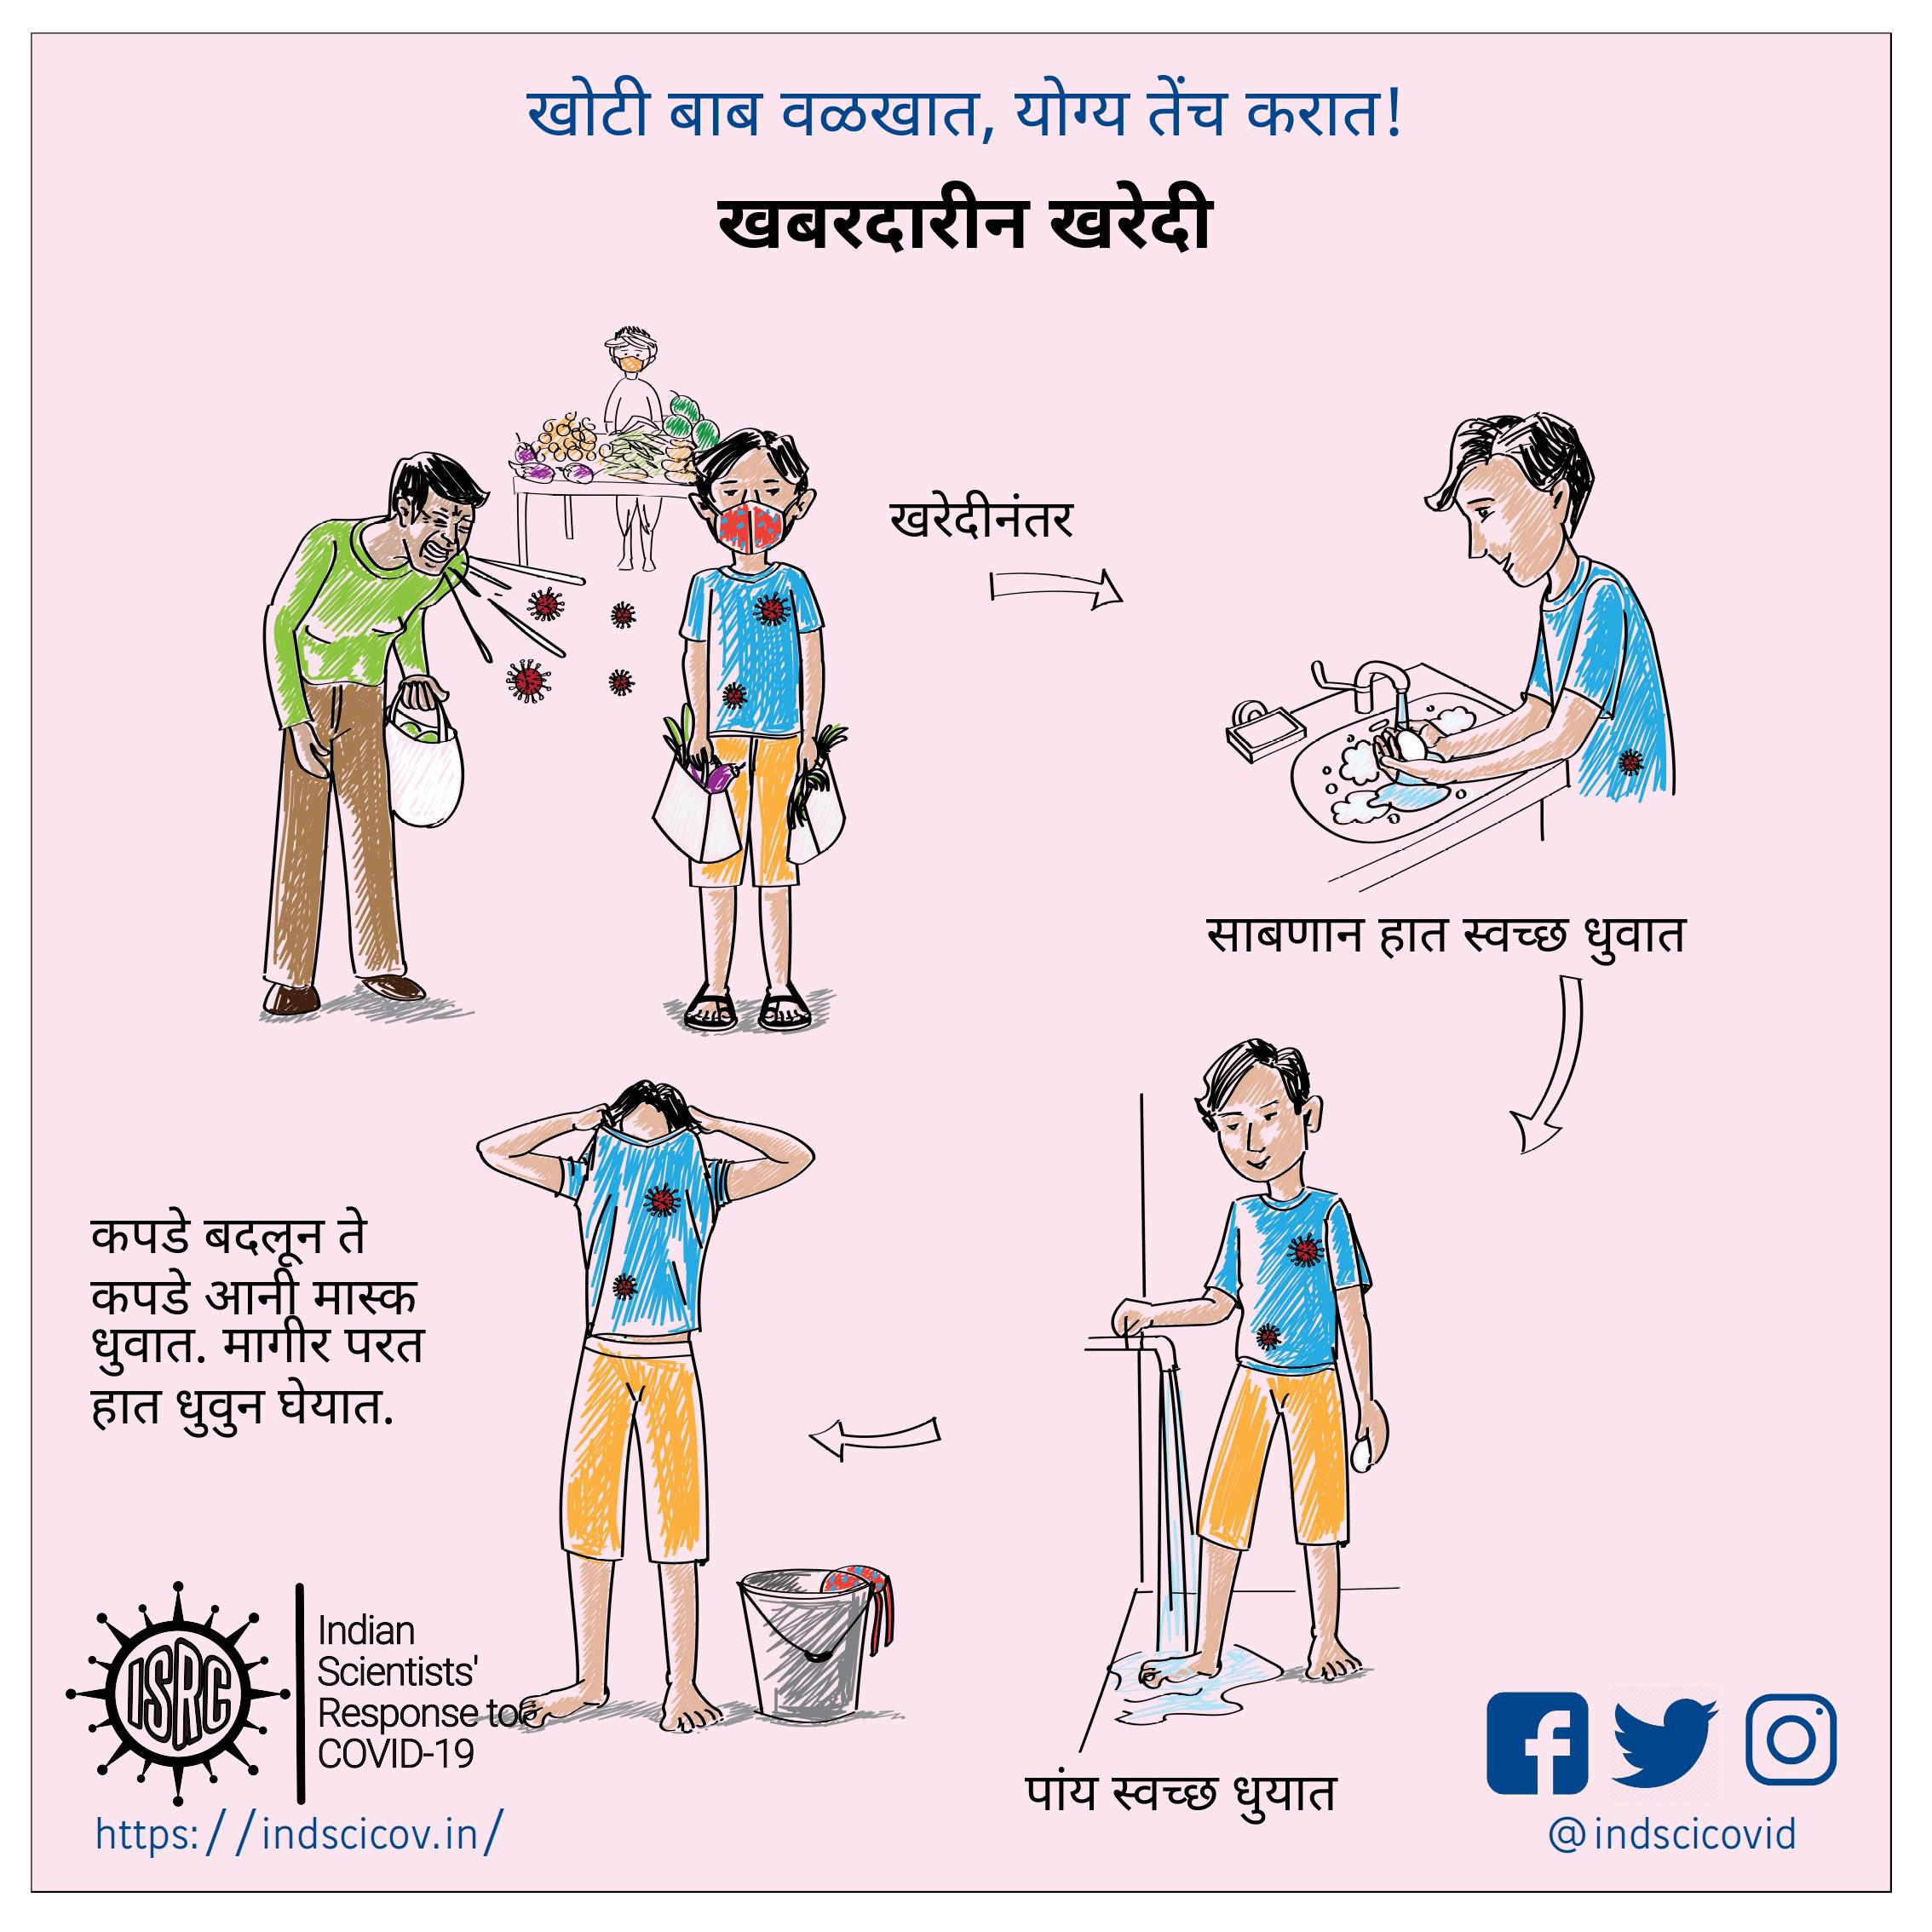 खोटी बाब वळखात, योग्य तेंच करात!
खबरदारीन खरेदी
खरेदीनंतर
साबणान हात स्वच्छ धुवात
पांय स्वच्छ धुयात
कपडे बदलून ते
कपडे आनी मास्क
धुवात. मागीर परत
हात धुवुन घेयात.
ISRC
Indian
Scientists'
Response to
COVID-19
https://indscicov.in/
@indscicovid